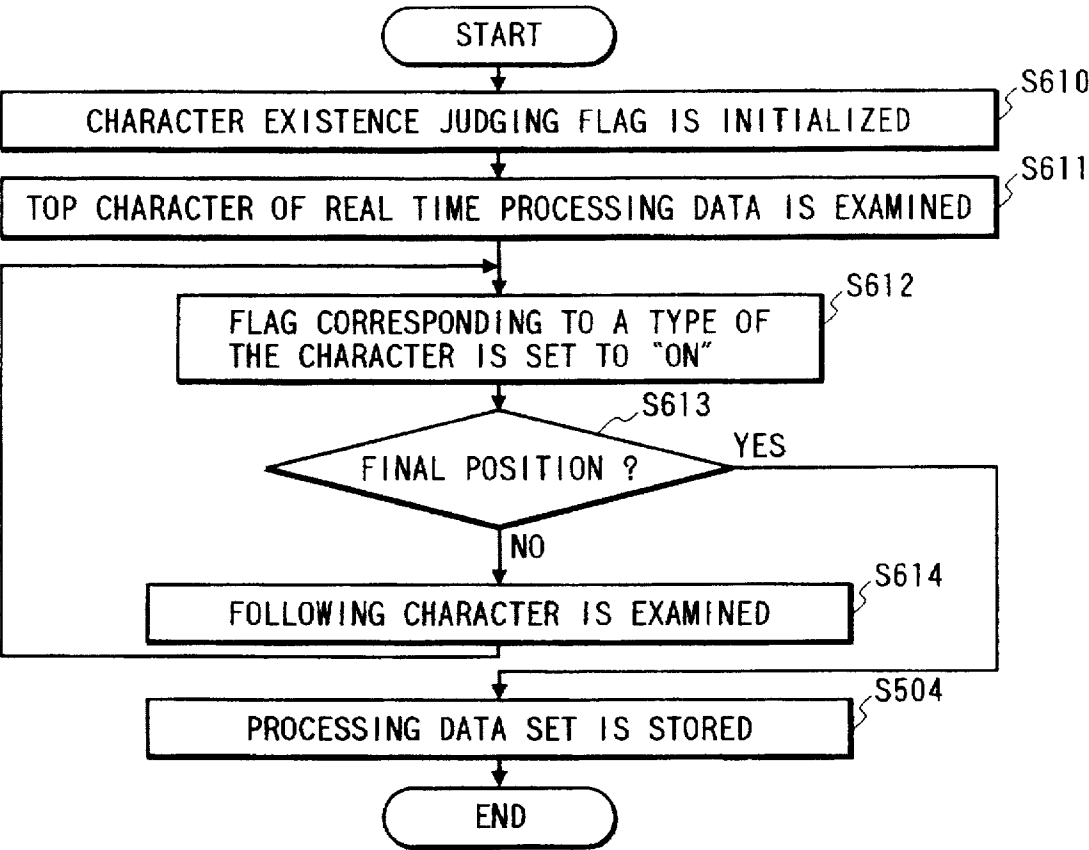 START
S610
CHARACTER EXISTENCE JUDGING FLAG IS INITIALIZED
S611
TOP CHARACTER OF REAL TIME PROCESSING DATA IS EXAMINED
S612
FLAG CORRESPONDING TO A TYPE OF
THE CHARACTER IS SET TO "ON"
S613
YES
FINAL POSITION ?
NO
S614
FOLLOWING CHARACTER IS EXAMINED
S504
PROCESSING DATA SET IS STORED
END